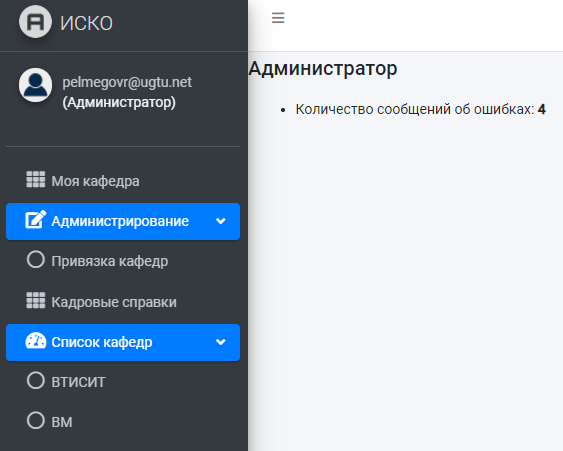 ИСКО
pelmegovr@ugtu.net
(Администратор)
Моя кафедра
Администрирование
Привязка кафедр
Кадровые справки
Список кафедр
ВТИСИТ
ВМ
Администратор
Количество сообщений об ошибках: 4